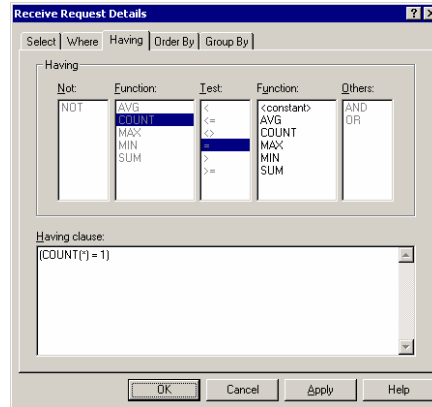 Receive Request Details
Select Where Having Order By Group By
Having
Not: Function: Test: Function: Others:
NOT AVG < <constant> AND
COUNT <= AVG OR
MAX <> COUNT
MIN = MAX
SUM > MIN
>= SUM
Having clause:
(COUNT(*) = 1)
OK Cancel Apply Help